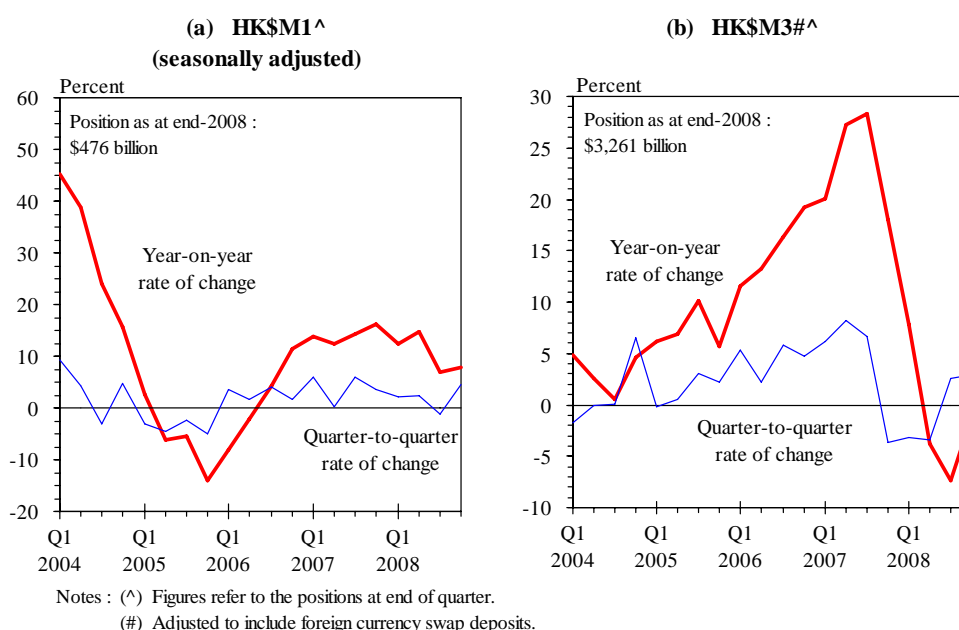 (a) HK$M1^
(seasonally adjusted)
Percent
60
50
40
30
20
10
0
-10
-20
Position as at end-2008 :
$476 billion
Year-on-year
rate of change
Quarter-to-quarter
rate of change
Q1 Q1 Q1 Q1 Q1
2004 2005 2006 2007 2008
(b) HK$M3#^
Percent
30
25
20
15
10
5
0
-5
-10
Position as at end-2008 :
$3,261 billion
Year-on-year
rate of change
Quarter-to-quarter
rate of change
Q1 Q1 Q1 Q1 Q1
2004 2005 2006 2007 2008
Notes : (^) Figures refer to the positions at end of quarter.
(#) Adjusted to include foreign currency swap deposits.